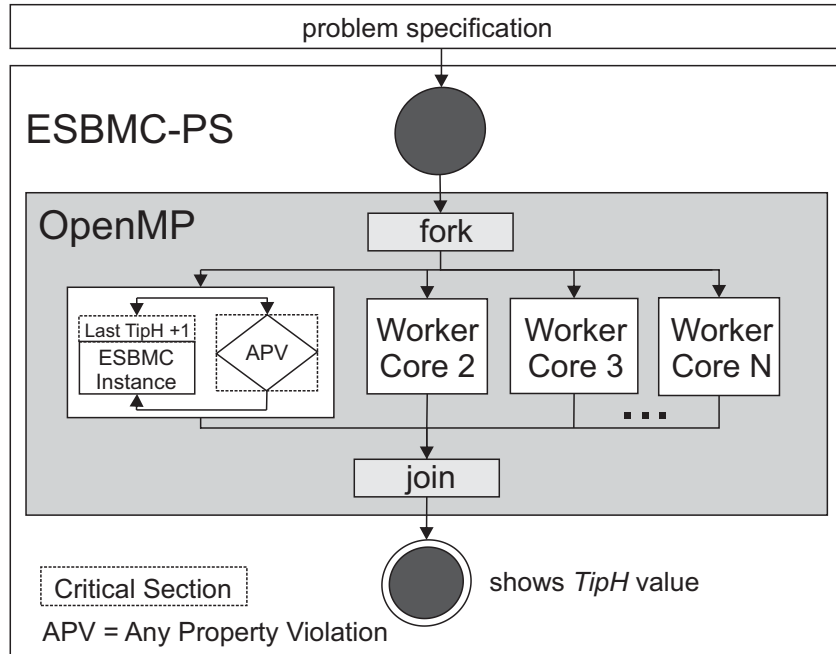 problem specification
ESBMC-PS
OpenMP
fork
Last TipH +1
ESBMC
Instance
APV
Worker
Core 2
Worker
Core 3
Worker
Core N
...
join
shows TipH value
Critical Section
APV = Any Property Violation